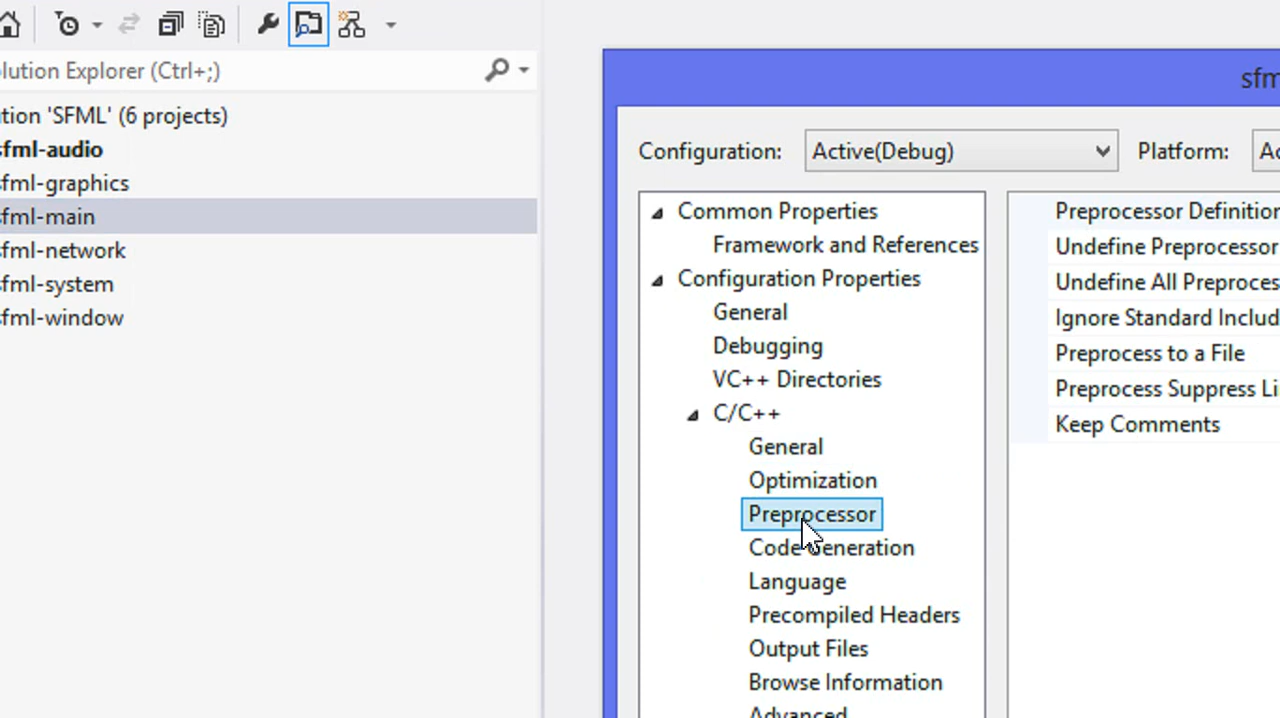 lution Explorer (Ctrl+;)
tion 'SFML' (6 projects)
sfml-audio
sfml-graphics
sfml-main
sfml-network
sfml-system
sfml-window
sfm
Configuration:
Active(Debug)
Platform:
Ac
Common Properties
Framework and References
Configuration Properties
General
Debugging
VC++ Directories
C/C++
General
Optimization
Preprocessor
Code Generation
Language
Precompiled Headers
Output Files
Browse Information
Advanced
Preprocessor Definition
Undefine Preprocessor
Undefine All Preproces
Ignore Standard Includ
Preprocess to a File
Preprocess Suppress Li
Keep Comments